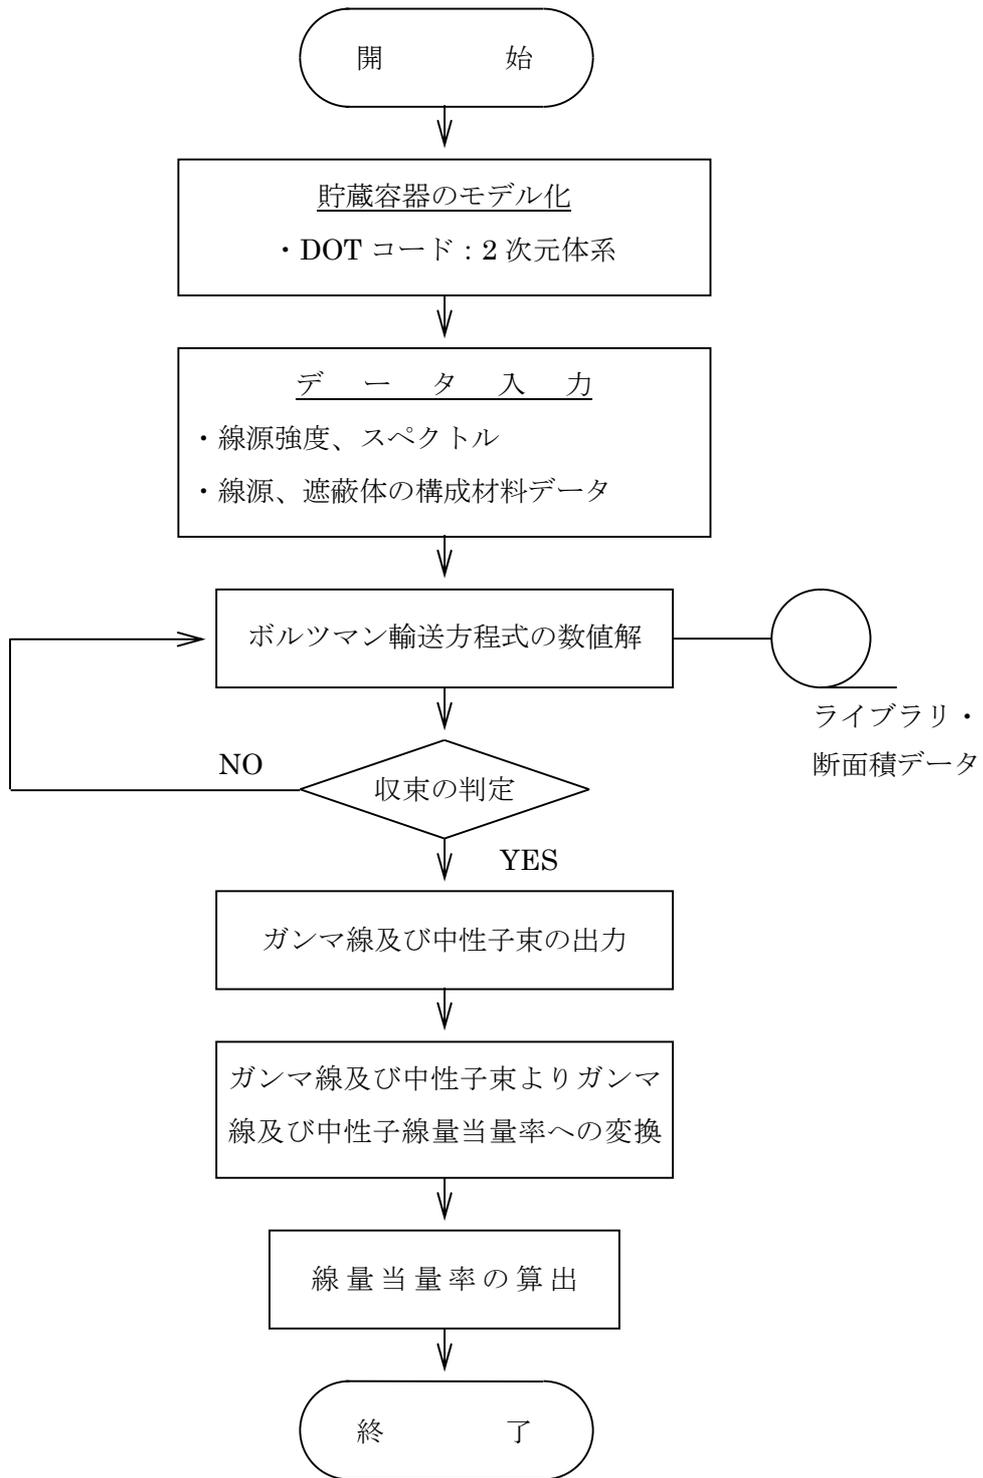 開 始
貯蔵容器のモデル化
・DOT コード：2 次元体系
デ ー タ 入 力
・線源強度、スペクトル
・線源、遮蔽体の構成材料データ
ボルツマン輸送方程式の数値解
ライブラリ・
断面積データ
NO
収束の判定
YES
ガンマ線及び中性子束の出力
ガンマ線及び中性子束よりガンマ
線及び中性子線量当量率への変換
線 量 当 量 率 の 算 出
終 了